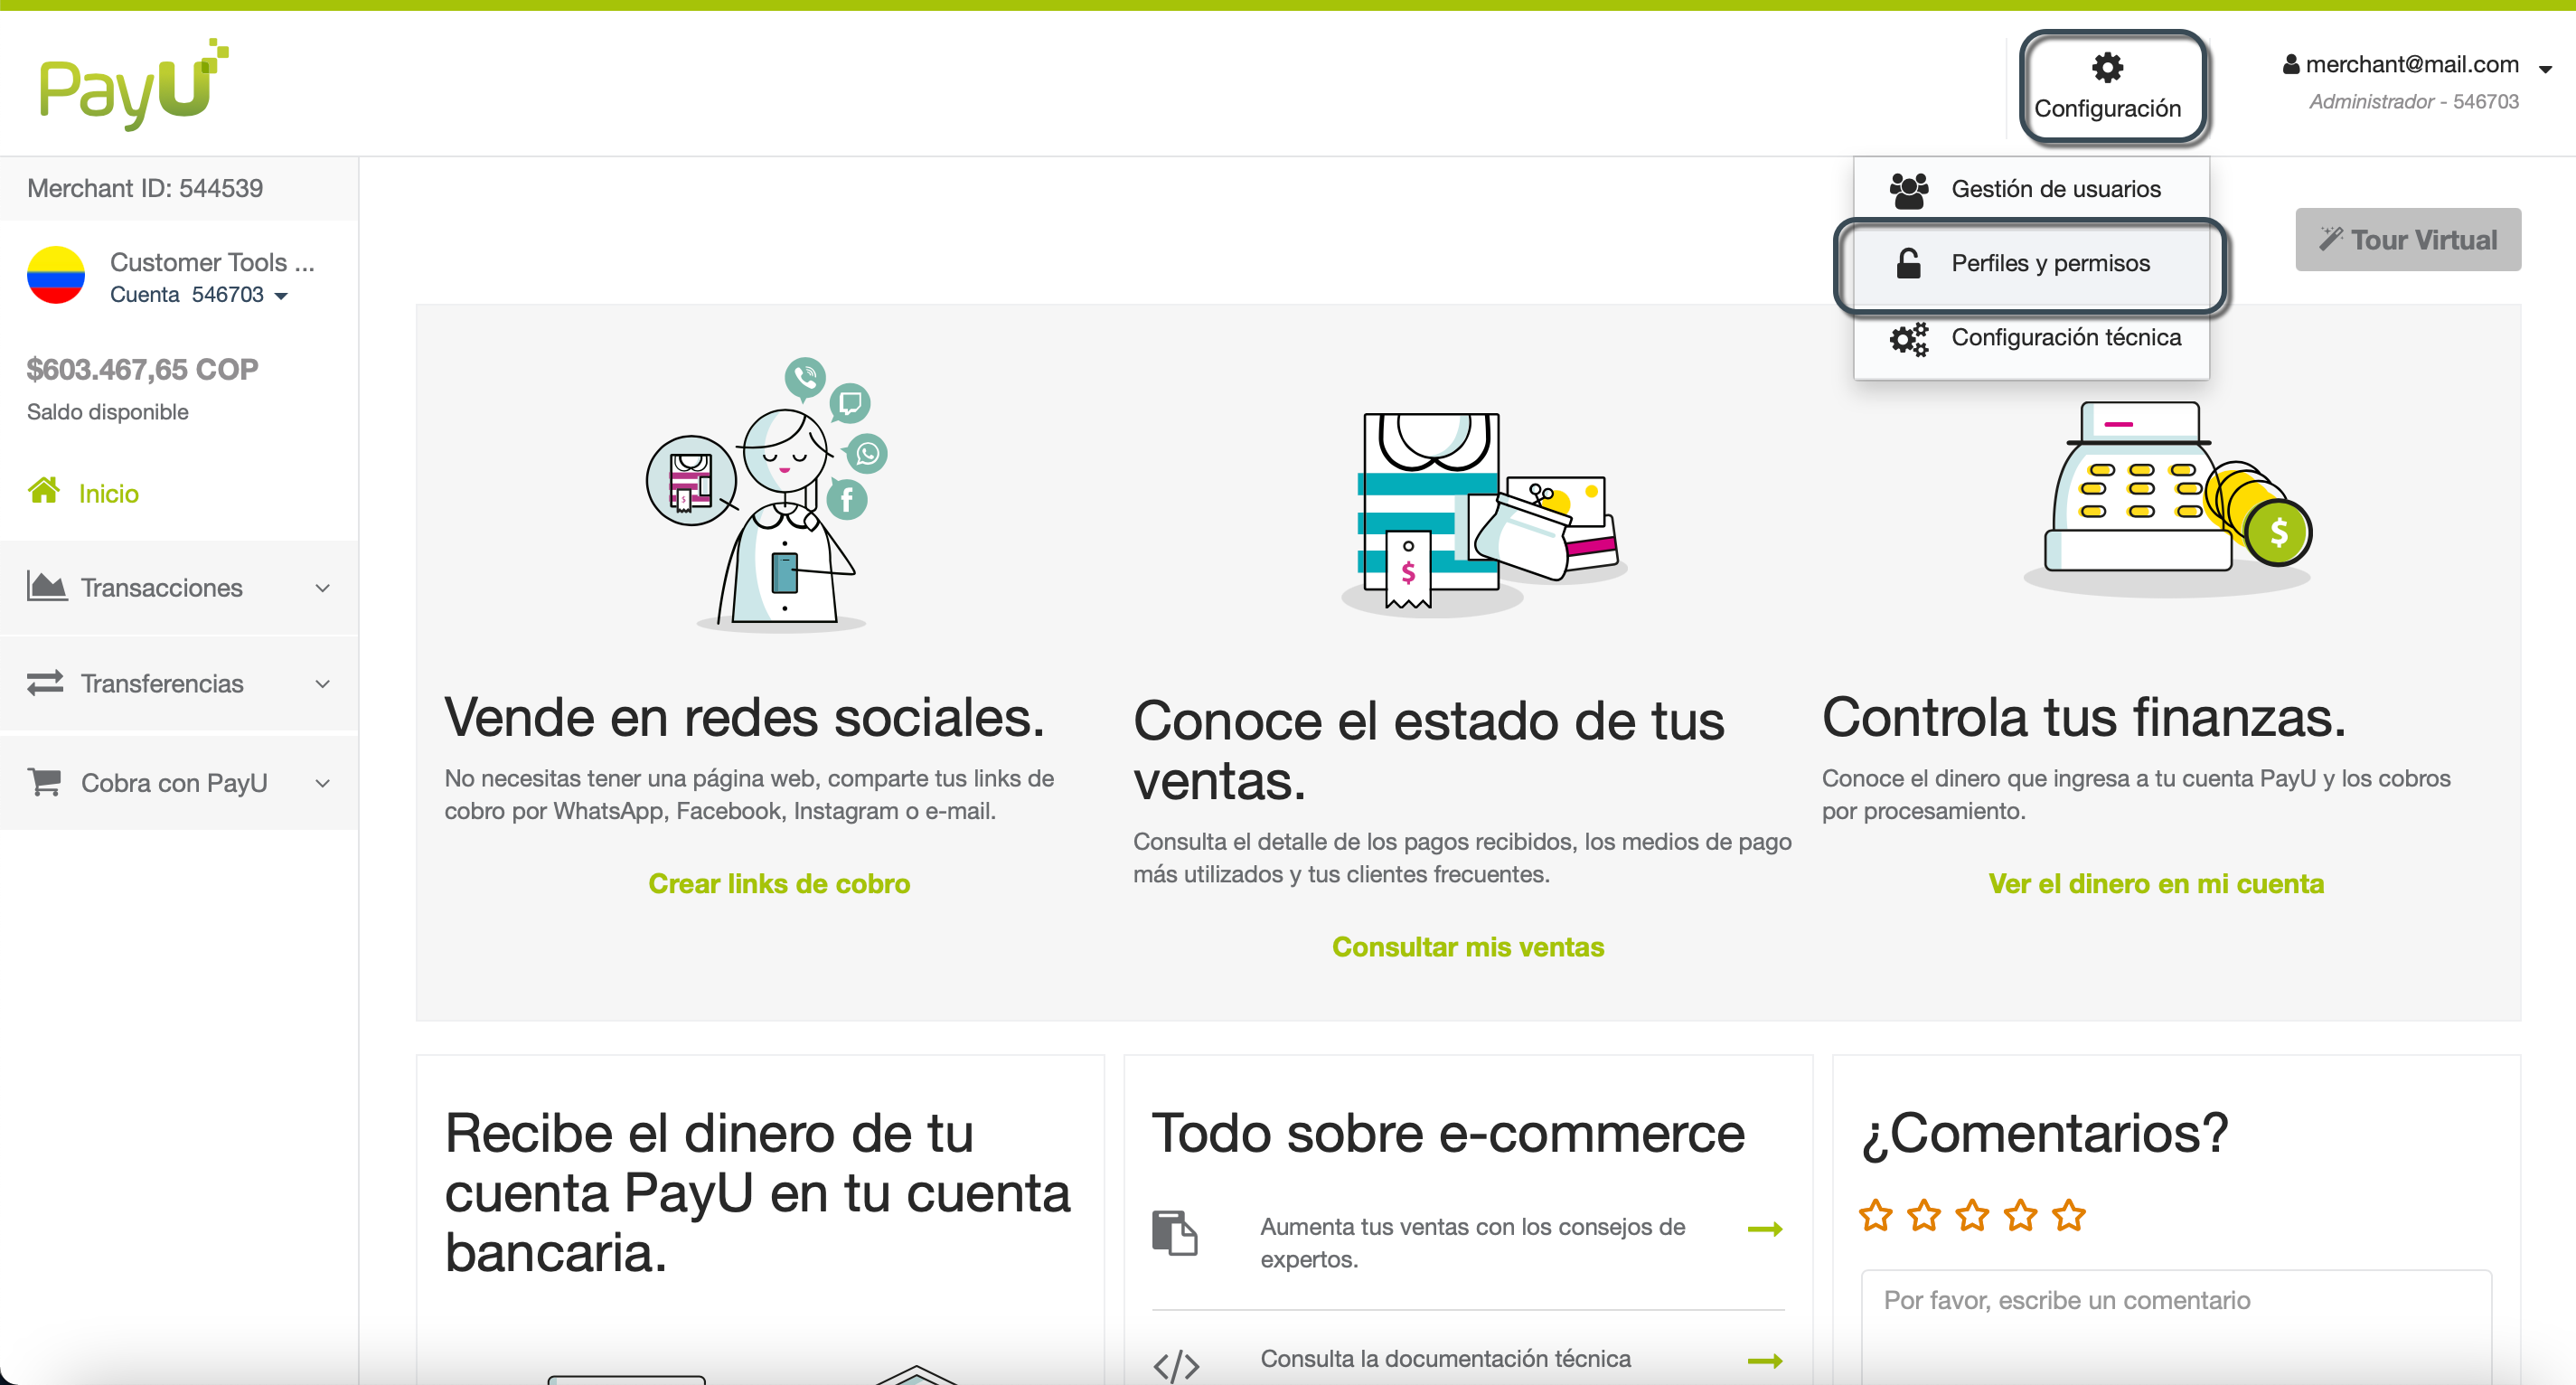 PayU
Configuración
merchant@mail.com
Administrador - 546703
Merchant ID: 544539
Gestión de usuarios
Perfiles y permisos
Configuración técnica
Tour Virtual
Customer Tools ...
Cuenta 546703
$603.467,65 COP
Saldo disponible
Inicio
Transacciones
Transferencias
Cobra con PayU
Vende en redes sociales.
No necesitas tener una página web, comparte tus links de
cobro por WhatsApp, Facebook, Instagram o e-mail.
Crear links de cobro
Conoce el estado de tus
ventas.
Consulta el detalle de los pagos recibidos, los medios de pago
más utilizados y tus clientes frecuentes.
Consultar mis ventas
Controla tus finanzas.
Conoce el dinero que ingresa a tu cuenta PayU y los cobros
por procesamiento.
Ver el dinero en mi cuenta
Recibe el dinero de tu
cuenta PayU en tu cuenta
bancaria.
Todo sobre e-commerce
Aumenta tus ventas con los consejos de
expertos.
Consulta la documentación técnica
¿Comentarios?
Por favor, escribe un comentario